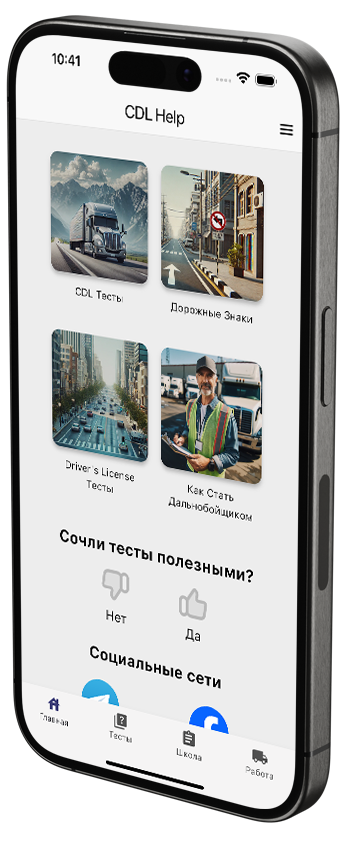 10:41
CDL Help
CDL Тесты
Дорожные Знаки
Driver's License
Тесты
Как Стать
Дальнобойщиком
Сочли тесты полезными?
Нет
Да
Социальные сети
Главная
Тесты
Школа
Работа